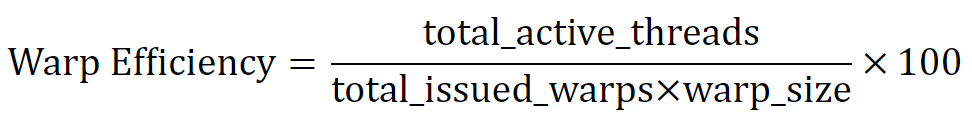 total_active_threads
Warp Efficiency = ────────── × 100
total_issued_warps×warp_size